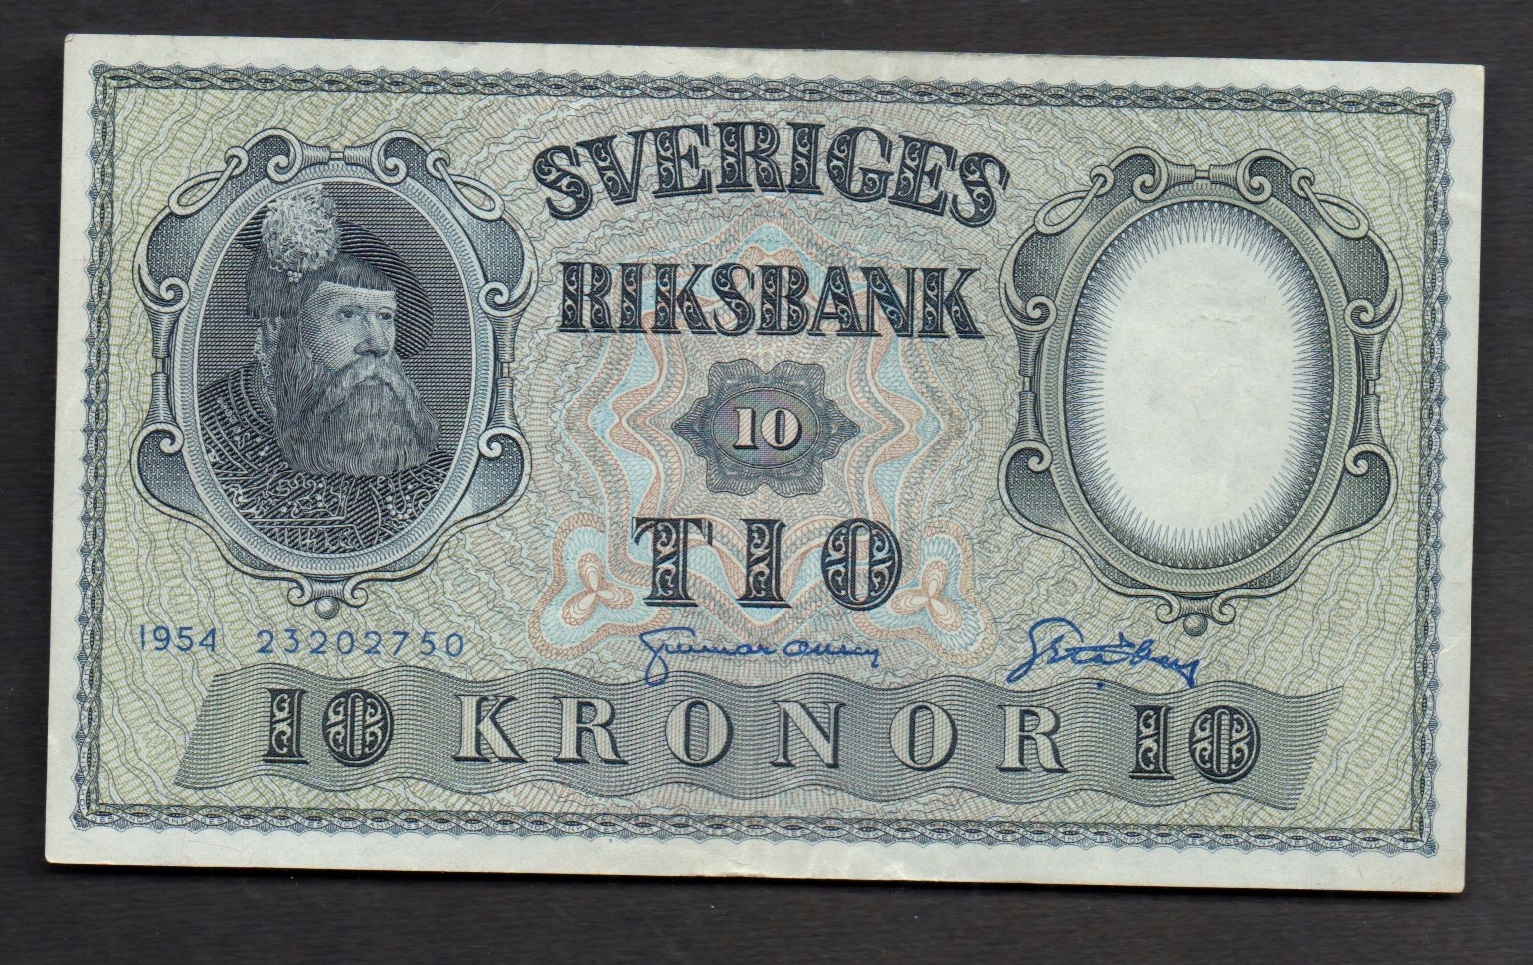 SVERIGES
RIKSBANK
10
TIO
1954 23202750
10 KRONOR 10